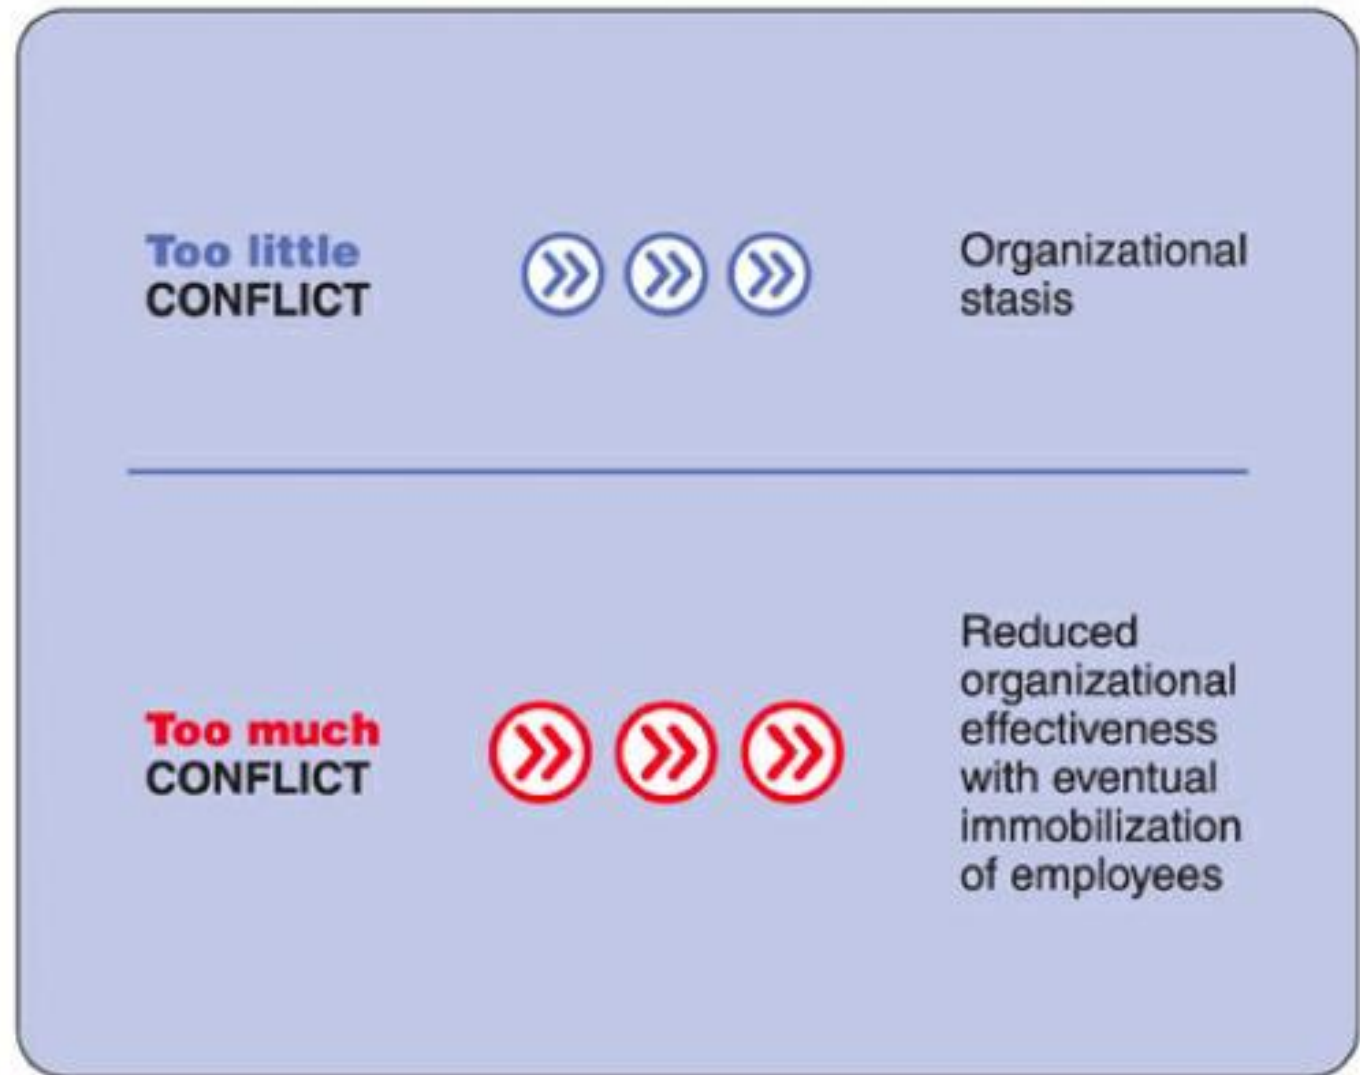 Too little
CONFLICT
Organizational
stasis
Too much
CONFLICT
Reduced
organizational
effectiveness
with eventual
immobilization
of employees